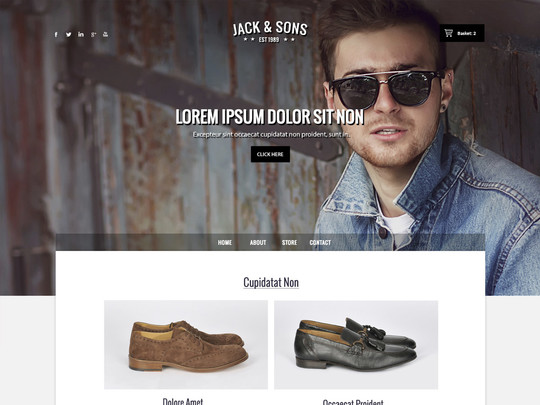 JACK & SONS
EST 1989
Basket: 2
LOREM IPSUM DOLOR SIT NON
Excepteur sint occaecat cupidatat non proident, sunt in..
CLICK HERE
HOME ABOUT STORE CONTACT
Cupidatat Non
Dolore Amet
Occaecat Proident